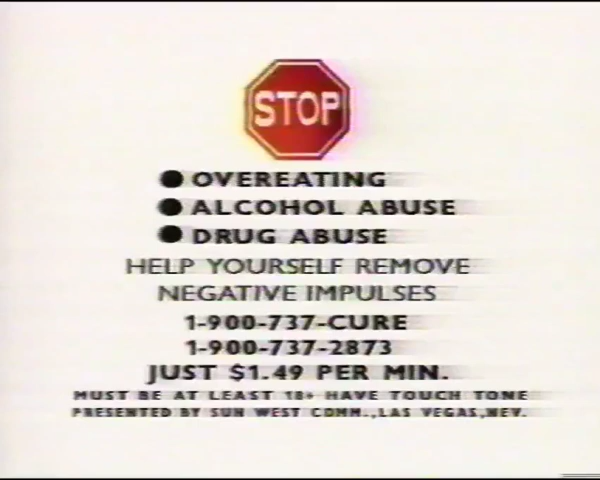 STOP
● OVEREATING
● ALCOHOL ABUSE
● DRUG ABUSE
HELP YOURSELF REMOVE
NEGATIVE IMPULSES
1-900-737-CURE
1-900-737-2873
JUST $1.49 PER MIN.
MUST BE AT LEAST 18+ HAVE TOUCH TONE
PRESENTED BY SUN WEST COMM.,LAS VEGAS,NEV.